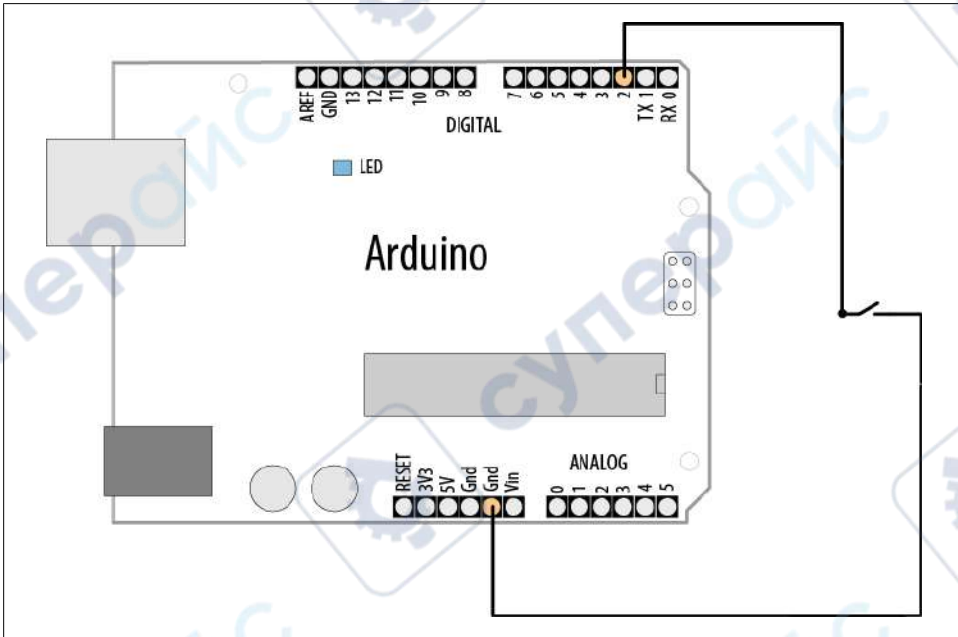 AREF
GND
13
12
11
10
9
8
7
6
5
4
3
2
TX 1
RX 0
DIGITAL
LED
Arduino
RESET
3V3
5V
Gnd
Gnd
Vin
ANALOG
0
1
2
3
4
5
суперайс
суперайс
суперайс